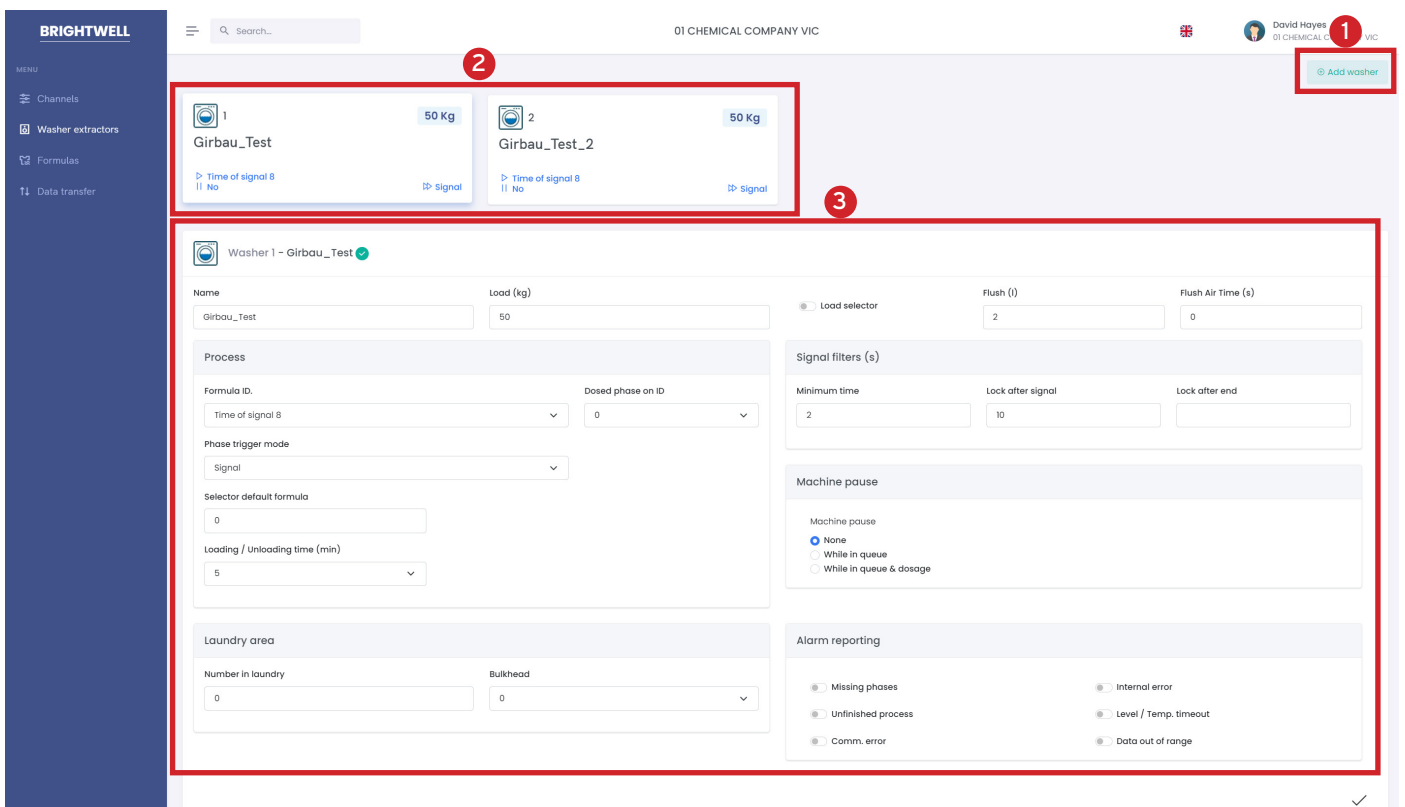 BRIGHTWELL
Search...
01 CHEMICAL COMPANY VIC
David Hayes
01 CHEMICAL C VIC
1
MENU
Channels
Washer extractors
Formulas
Data transfer
Add washer
2
1
50 Kg
Girbau_Test
Time of signal 8
No
Signal
2
50 Kg
Girbau_Test_2
Time of signal 8
No
Signal
3
Washer 1 - Girbau_Test
Name
Load (kg)
Load selector
Flush (l)
Flush Air Time (s)
Girbau_Test
50
2
0
Process
Formula ID.
Dosed phase on ID
Time of signal 8
0
Phase trigger mode
Signal
Selector default formula
0
Loading / Unloading time (min)
5
Signal filters (s)
Minimum time
Lock after signal
Lock after end
2
10
Machine pause
Machine pause
None
While in queue
While in queue & dosage
Laundry area
Number in laundry
Bulkhead
0
0
Alarm reporting
Missing phases
Internal error
Unfinished process
Level / Temp. timeout
Comm. error
Data out of range